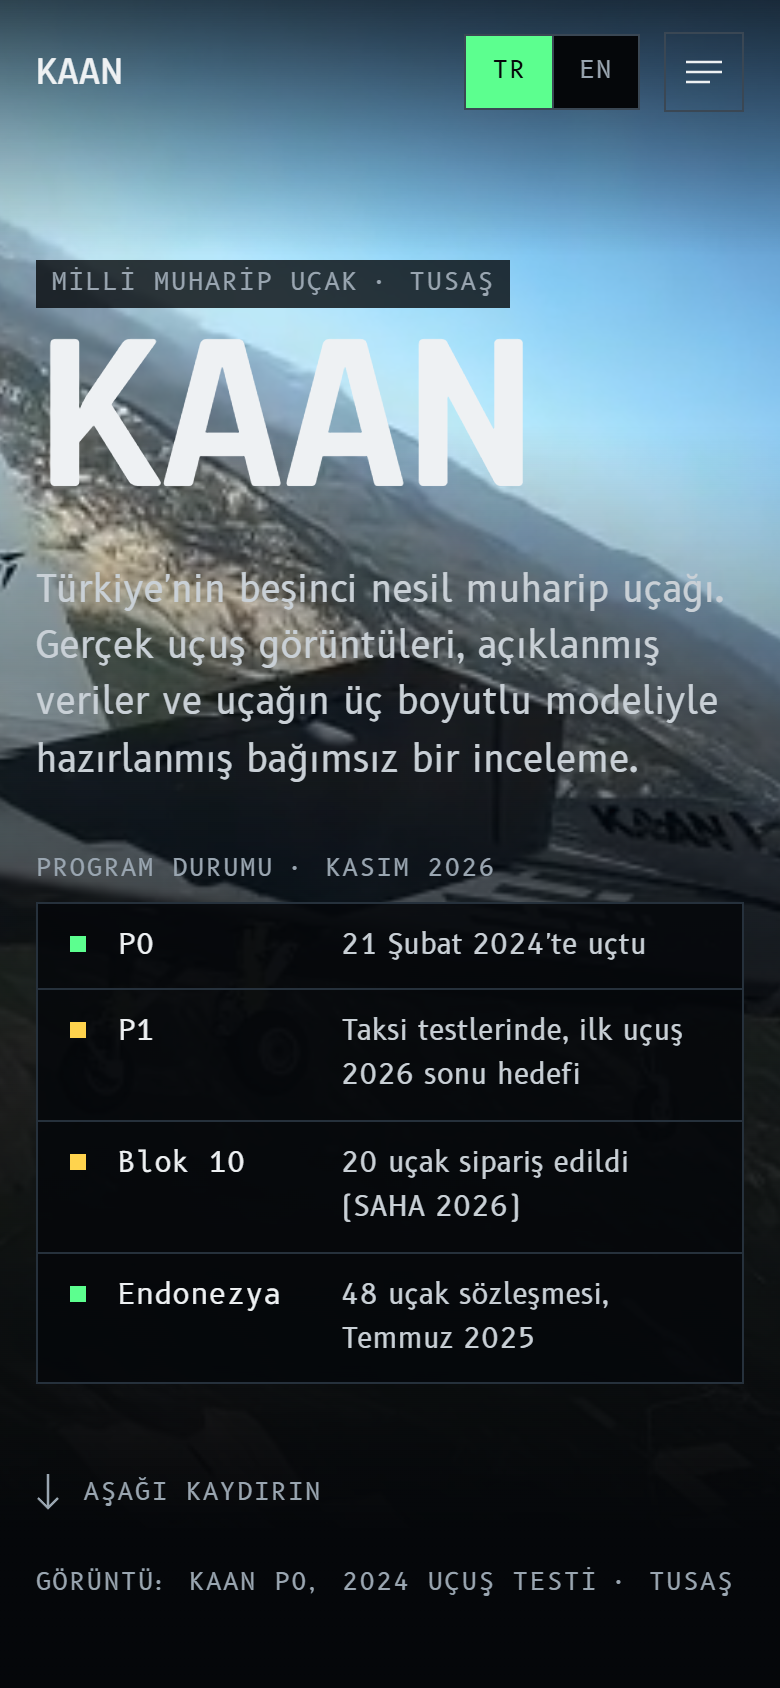 KAAN
TR EN
MİLLİ MUHARİP UÇAK · TUSAŞ
KAAN
Türkiye'nin beşinci nesil muharip uçağı.
Gerçek uçuş görüntüleri, açıklanmış
veriler ve uçağın üç boyutlu modeliyle
hazırlanmış bağımsız bir inceleme.
KAAN
PROGRAM DURUMU · KASIM 2026
P0 21 Şubat 2024'te uçtu
P1 Taksi testlerinde, ilk uçuş
2026 sonu hedefi
Blok 10 20 uçak sipariş edildi
(SAHA 2026)
Endonezya 48 uçak sözleşmesi,
Temmuz 2025
AŞAĞI KAYDIRIN
GÖRÜNTÜ: KAAN P0, 2024 UÇUŞ TESTİ · TUSAŞ